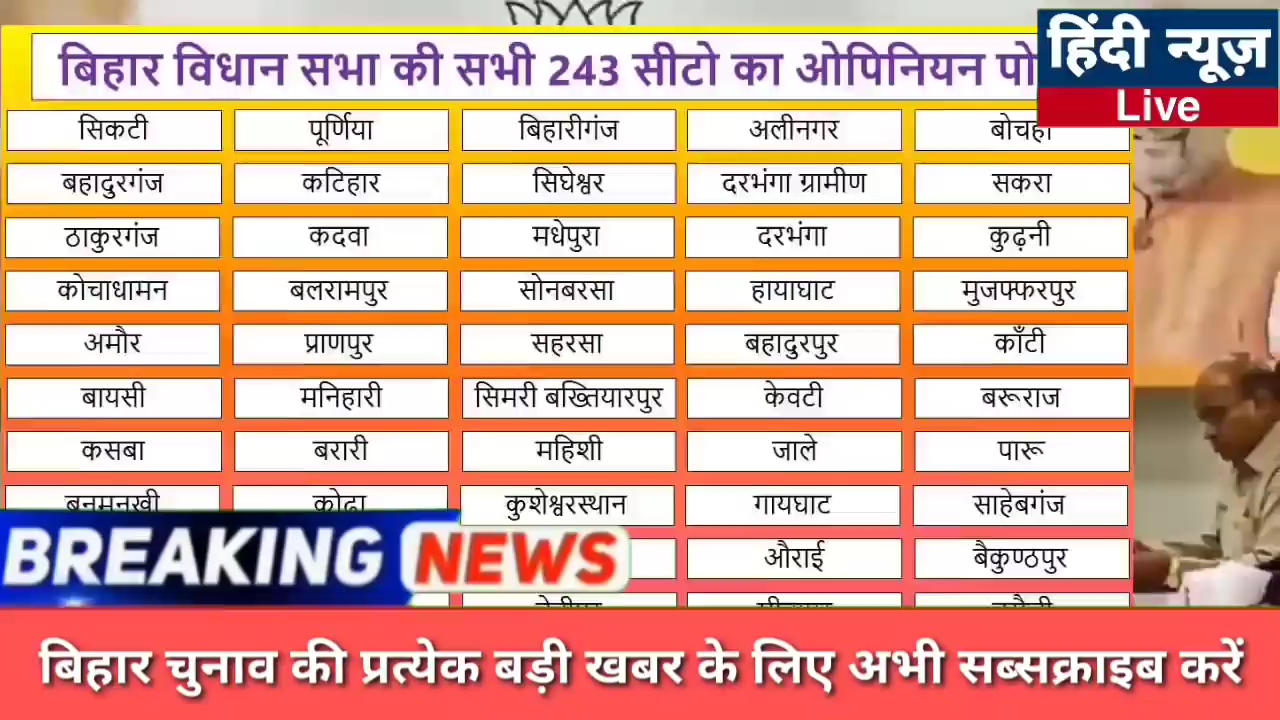 बिहार विधान सभा की सभी 243 सीटो का ओपिनियन
हिंदी न्यूज़
Live
सिकटी पूर्णिया बिहारीगंज अलीनगर बोचहा
बहादुरगंज कटिहार सिघेश्वर दरभंगा ग्रामीण सकरा
ठाकुरगंज कदवा मधेपुरा दरभंगा कुढ़नी
कोचाधामन बलरामपुर सोनबरसा हायाघाट मुजफ्फरपुर
अमौर प्राणपुर सहरसा बहादुरपुर काँटी
बायसी मनिहारी सिमरी बख्तियारपुर केवटी बरूराज
कसबा बरारी महिशी जाले पारू
बनमनखी कोढ़ा कुशेश्वरस्थान गायघाट साहेबगंज
औराई बैकुण्ठपुर
BREAKING NEWS
बिहार चुनाव की प्रत्येक बड़ी खबर के लिए अभी सब्सक्राइब करें